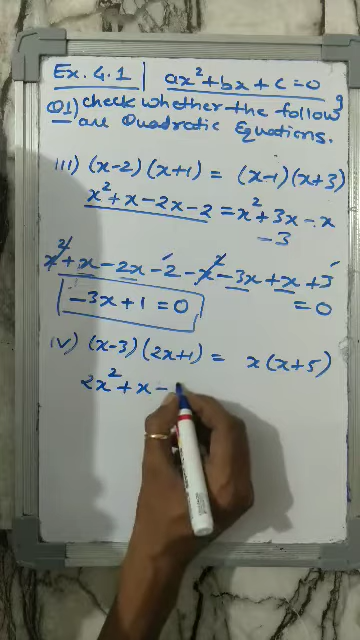 Ex. 4.1 | ax² + bx + c = 0
Q1) check whether the follow g
are Quadratic Equations.
iii) (x-2) (x+1) = (x-1) (x+3)
x² + x - 2x - 2 = x² + 3x - x
- 3
x² + x - 2x - 2 - x² - 3x + x + 3
= 0
-3x + 1 = 0
iv) (x-3) (2x+1) = x (x+5)
2x² + x -